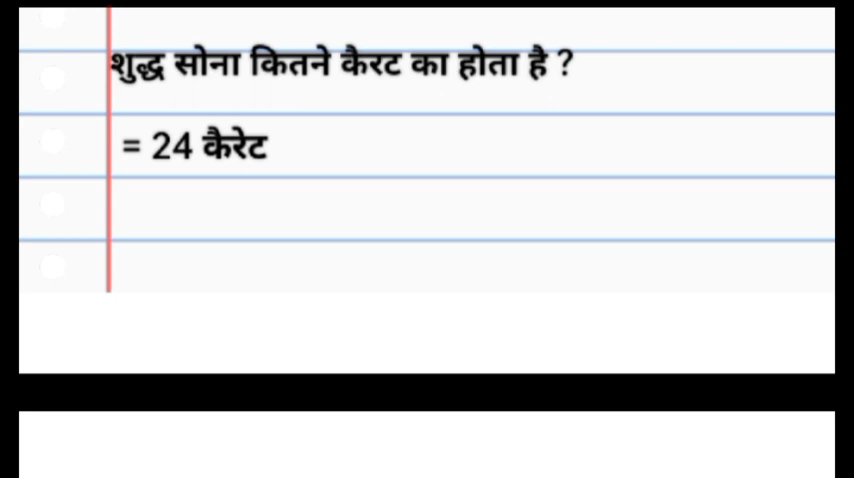 शुद्ध सोना कितने कैरट का होता है ?
= 24 कैरेट